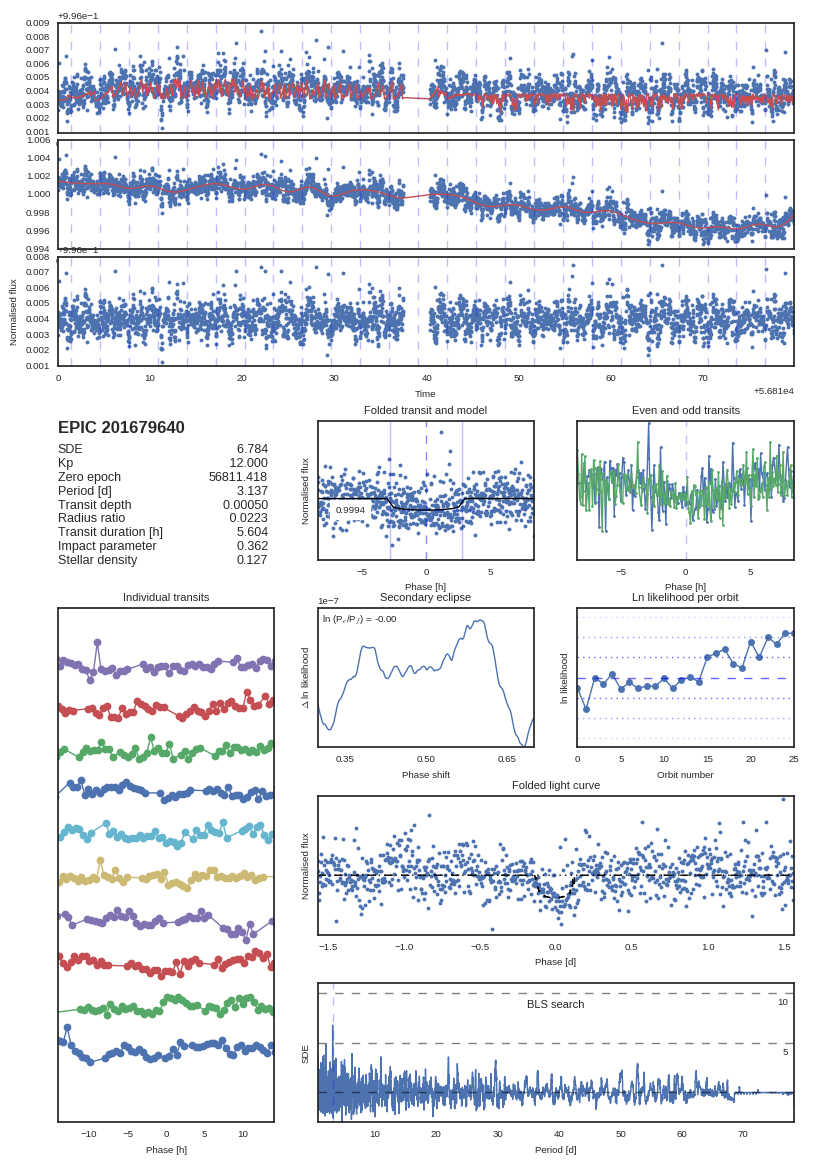 +9.96e−1
0.009
0.008
0.007
0.006
0.005
0.004
0.003
0.002
0.001
1.006
1.004
1.002
1.000
0.998
0.996
0.994
+9.96e−1
0.008
0.007
0.006
0.005
0.004
0.003
0.002
0.001
Normalised flux
0 10 20 30 40 50 60 70
Time
+5.681e4
EPIC 201679640
SDE 6.784
Kp 12.000
Zero epoch 56811.418
Period [d] 3.137
Transit depth 0.00050
Radius ratio 0.0223
Transit duration [h] 5.604
Impact parameter 0.362
Stellar density 0.127
Folded transit and model
Normalised flux
0.9994
−5 0 5
Phase [h]
Even and odd transits
−5 0 5
Phase [h]
Individual transits
−10 −5 0 5 10
Phase [h]
Secondary eclipse
1e−7
ln (Pₑ/P𝒇) = -0.00
Δ ln likelihood
0.35 0.50 0.65
Phase shift
Ln likelihood per orbit
ln likelihood
0 5 10 15 20 25
Orbit number
Folded light curve
Normalised flux
−1.5 −1.0 −0.5 0.0 0.5 1.0 1.5
Phase [d]
BLS search
10
5
SDE
10 20 30 40 50 60 70
Period [d]